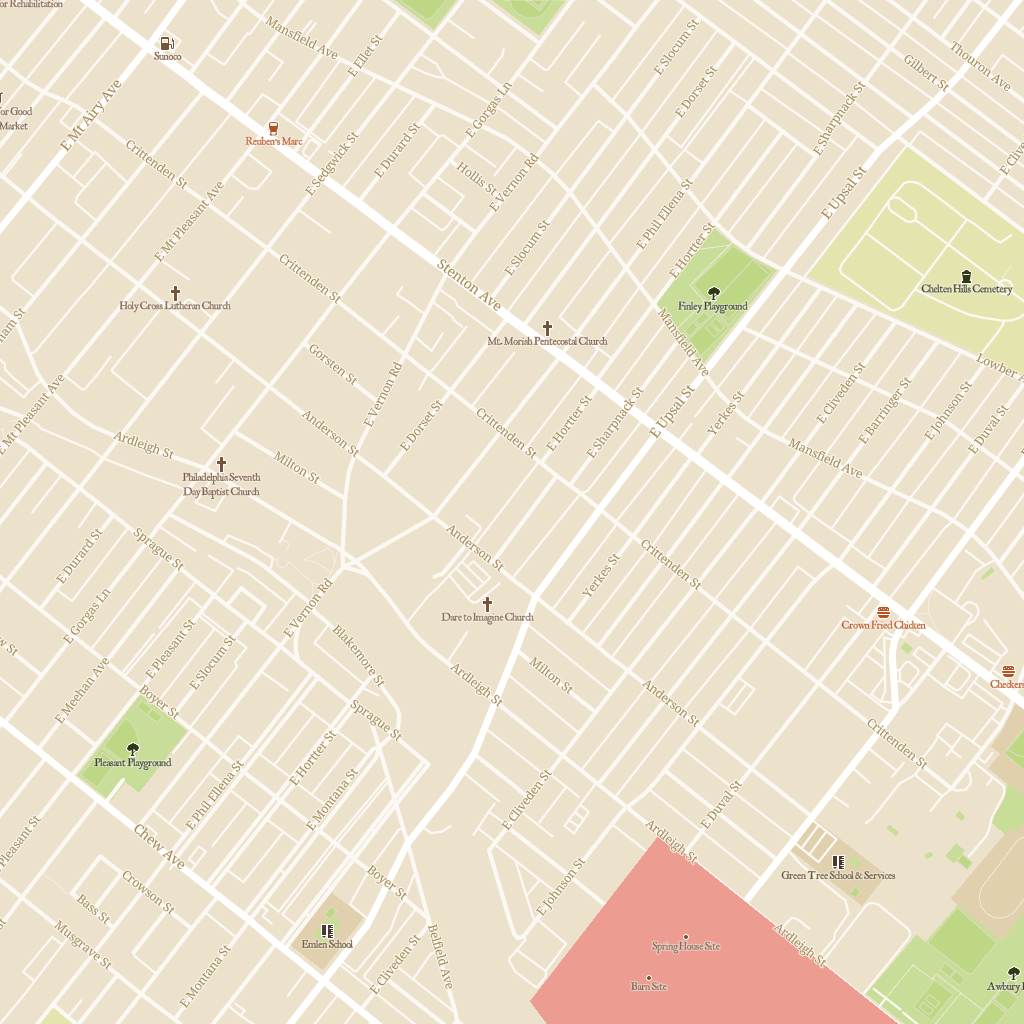 or Rehabilitation
Mansfield Ave
E Ellet St
E Slocum St
Gilbert St
Thouron Ave
Sunoco
E Mt Airy Ave
for Good
Market
Reuben's Marc
E Sedgwick St
E Durard St
E Gorgas Ln
E Dorset St
E Sharpnack St
Crittenden St
Hollis St
E Vernon Rd
E Upsal St
E Mt Pleasant Ave
E Phil Ellena St
E Slocum St
E Hortter St
Crittenden St
Stenton Ave
Holy Cross Lutheran Church
Finley Playground
Chelten Hills Cemetery
Mt. Morish Pentecostal Church
Mansfield Ave
Gorsten St
E Vernon Rd
E Dorset St
Lowber
E Mt Pleasant Ave
Anderson St
Crittenden St
E Hortter St
E Sharpnack St
E Upsal St
Yerkes St
E Cliveden St
E Barringer St
E Johnson St
E Duval St
Ardleigh St
Milton St
Mansfield Ave
Philadelphia Seventh
Day Baptist Church
E Durard St
Sprague St
Anderson St
Yerkes St
Crittenden St
E Gorgas Ln
E Vernon Rd
Dare to Imagine Church
Crown Fried Chicken
E Pleasant St
E Slocum St
Blakemore St
E Meehan Ave
Boyer St
Ardleigh St
Milton St
Anderson St
Checkers
Sprague St
Crittenden St
Pleasant Playground
E Hortter St
E Phil Ellena St
E Montana St
E Cliveden St
E Duval St
Chew Ave
Ardleigh St
Green Tree School & Services
Pleasant St
Crowson St
Boyer St
E Johnson St
Bass St
Musgrave St
Emlen School
Belfield Ave
Spring House Site
Ardleigh St
E Montana St
E Cliveden St
Barn Site
Awbury